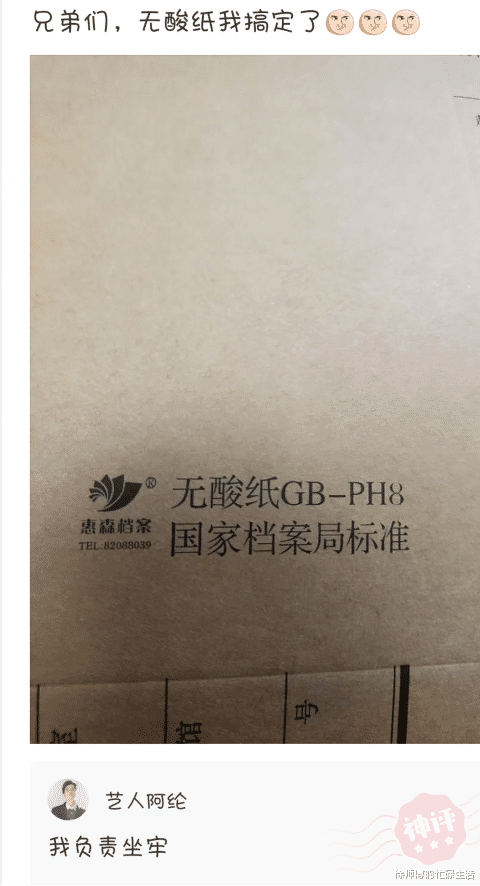 兄弟们，无酸纸我搞定了
®
无酸纸GB-PH8
惠森档案
TEL:82088039
国家档案局标准
馆
号
艺人阿纶
我负责坐牢
神评